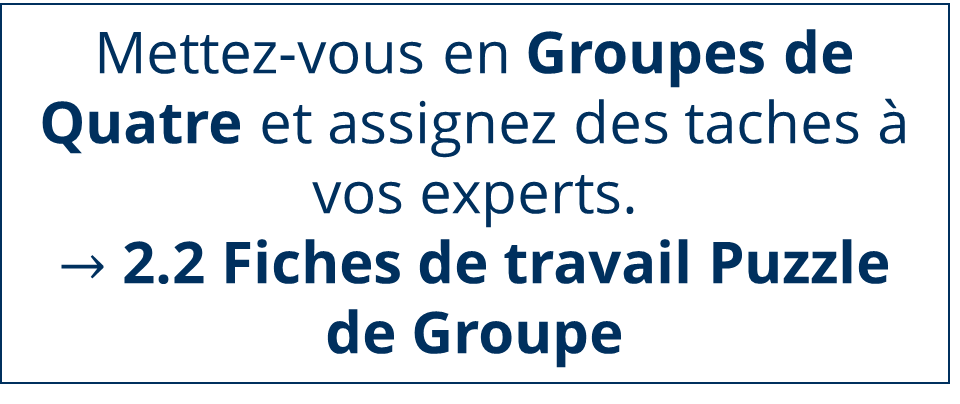 Mettez-vous en Groupes de
Quatre et assignez des taches à
vos experts.
→ 2.2 Fiches de travail Puzzle
de Groupe